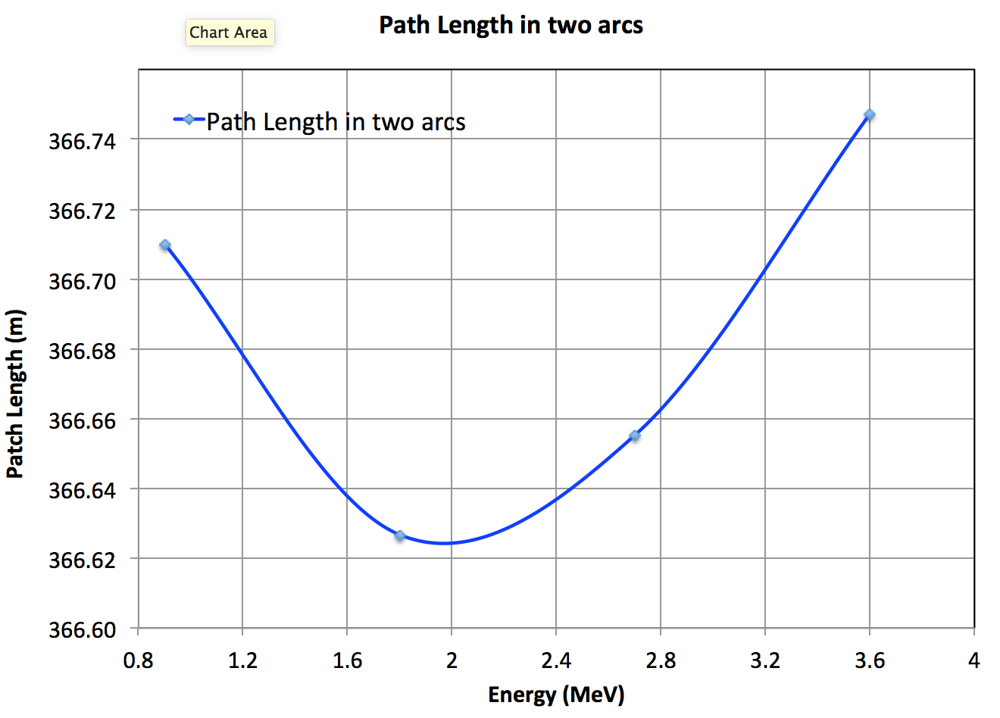 Path Length in two arcs
Chart Area
Path Length in two arcs
366.74
366.72
366.70
366.68
366.66
366.64
366.62
366.60
Patch Length (m)
0.8 1.2 1.6 2 2.4 2.8 3.2 3.6 4
Energy (MeV)